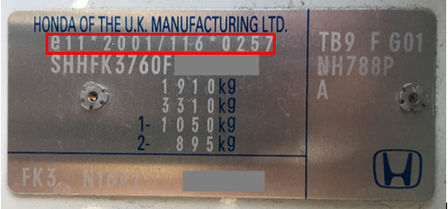 HONDA OF THE U.K. MANUFACTURING LTD.
e11*2001/116*0257
SHHFK3760F
1910kg
3310kg
1- 1050kg
2- 895kg
FK3
TB9 F G01
NH788P
A